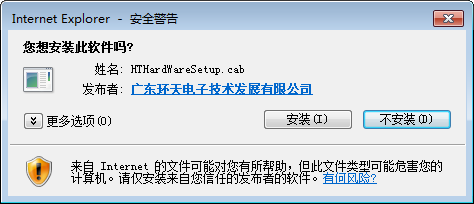 Internet Explorer - 安全警告
您想安装此软件吗?
姓名: HTHardWareSetup.cab
发布者: 广东环天电子技术发展有限公司
更多选项(O) 安装(I) 不安装(D)
来自 Internet 的文件可能对您有所帮助，但此文件类型可能危害您的
计算机。请仅安装来自您信任的发布者的软件。有何风险?